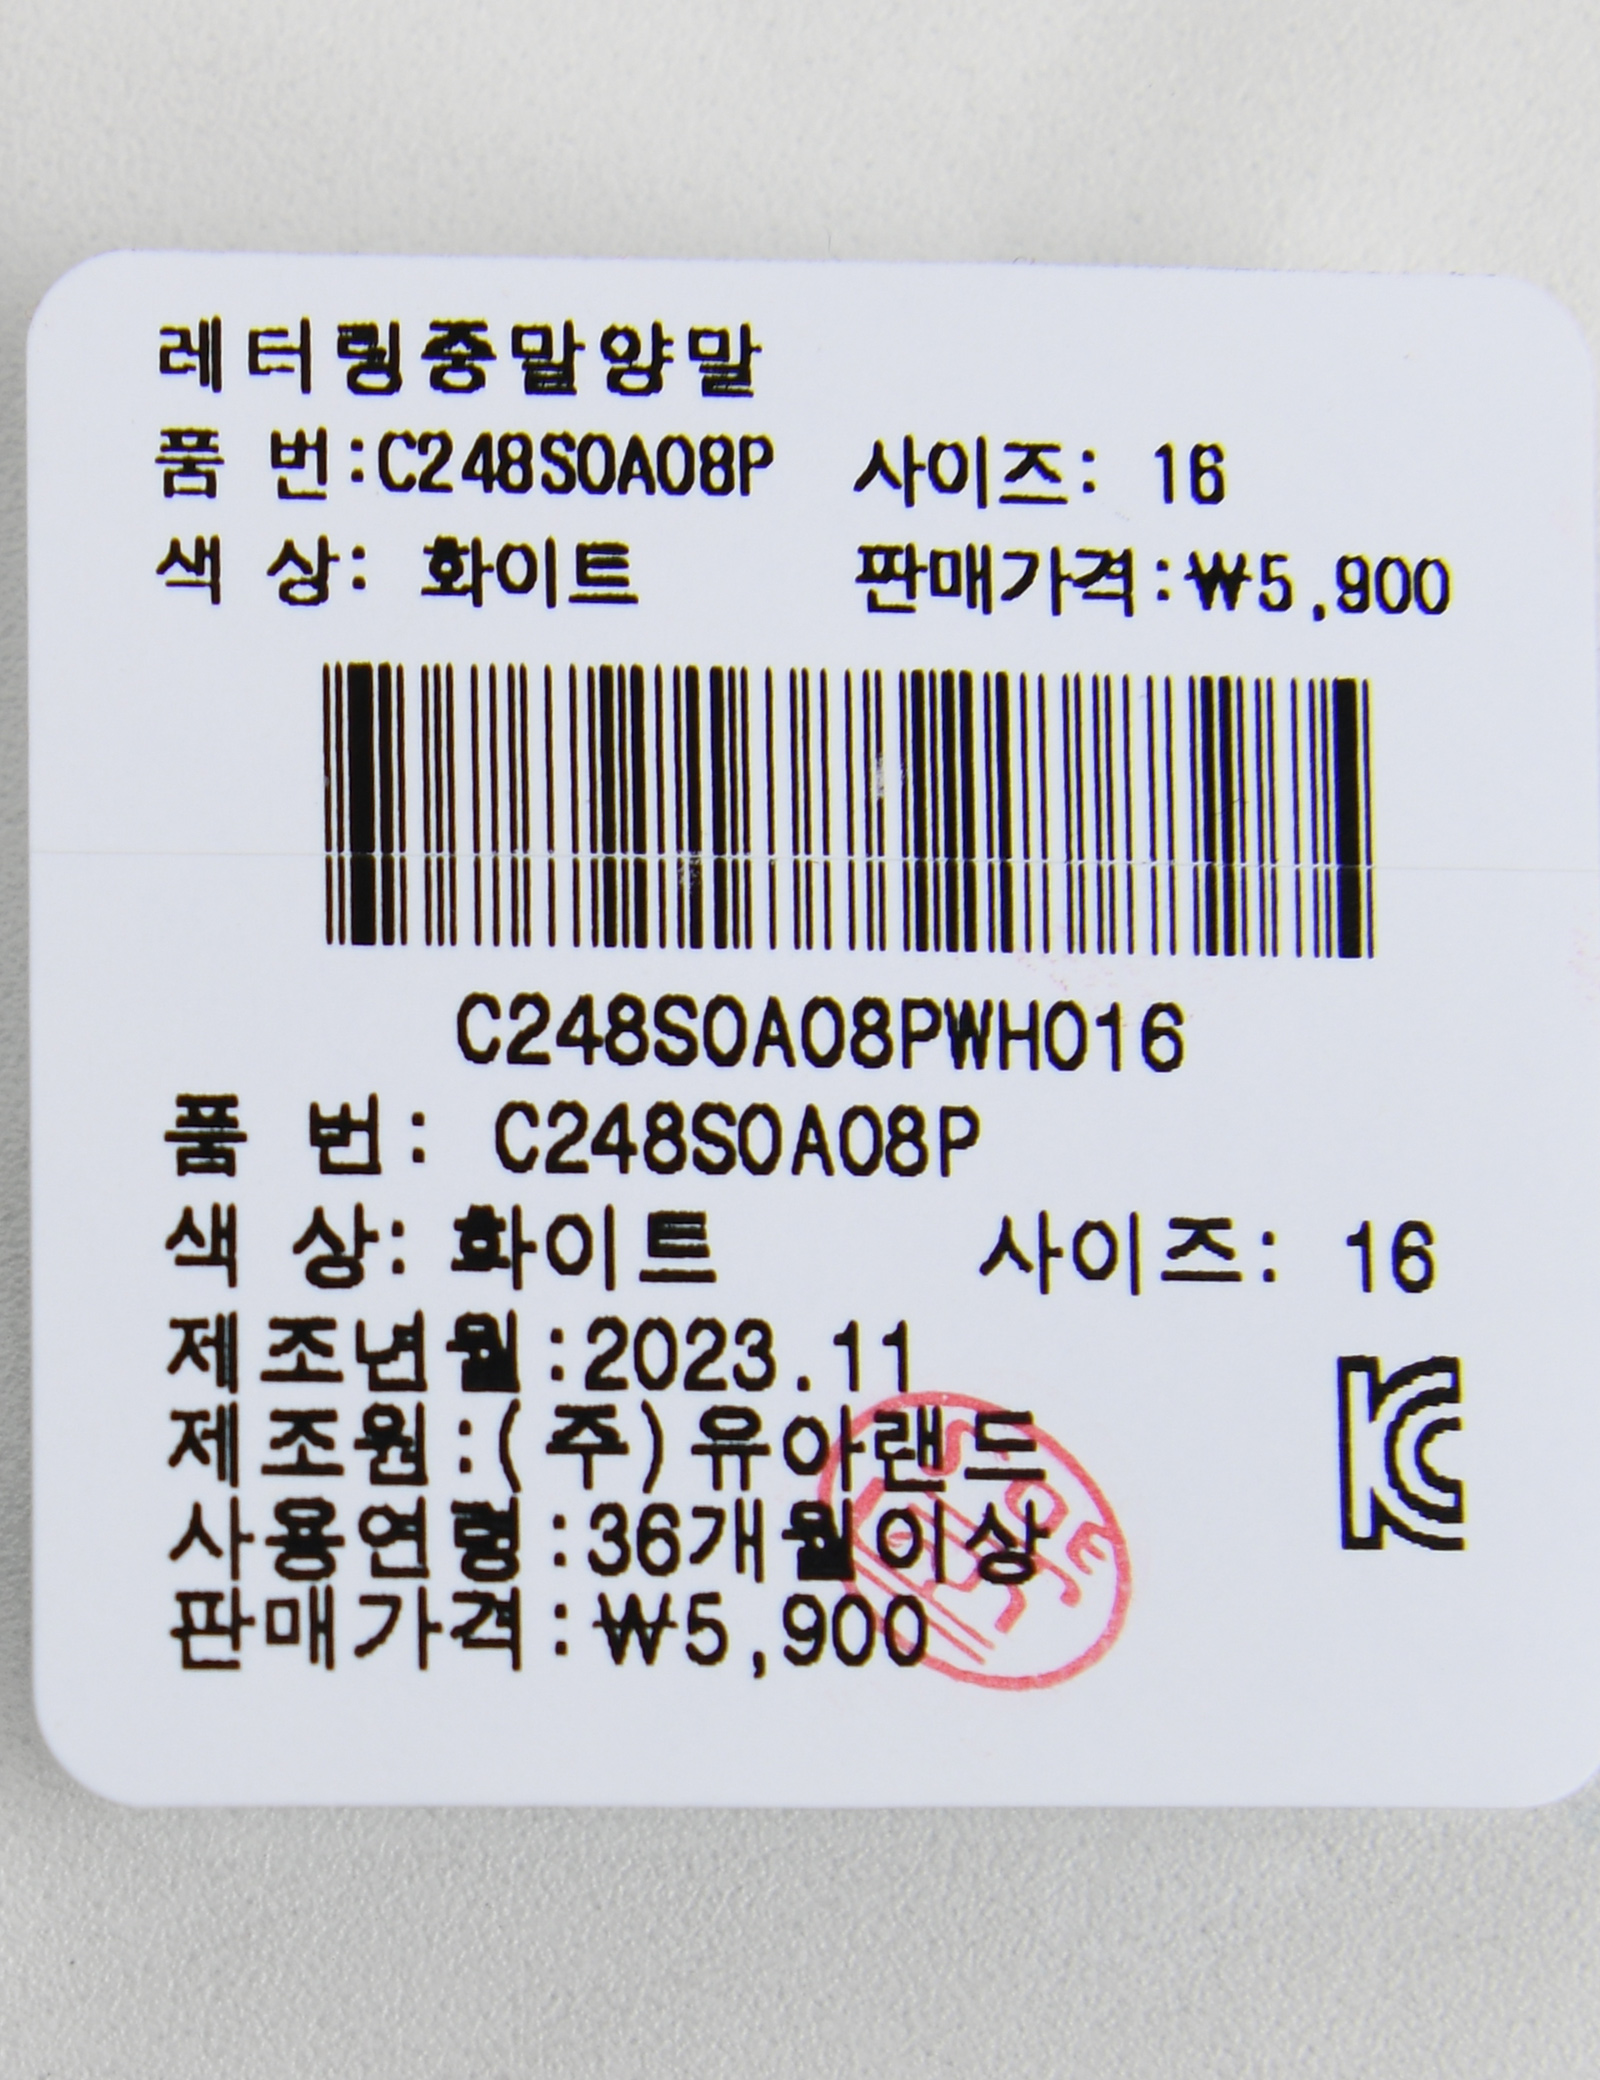 레터링중말양말
품 번:C248S0A08P 사이즈: 16
색 상: 화이트 판매가격:₩5,900
C248S0A08PWH016
품 번: C248S0A08P
색 상: 화이트 사이즈: 16
제조년월:2023.11
제조원:(주)유아랜드
사용연령:36개월이상
판매가격:₩5,900
KC